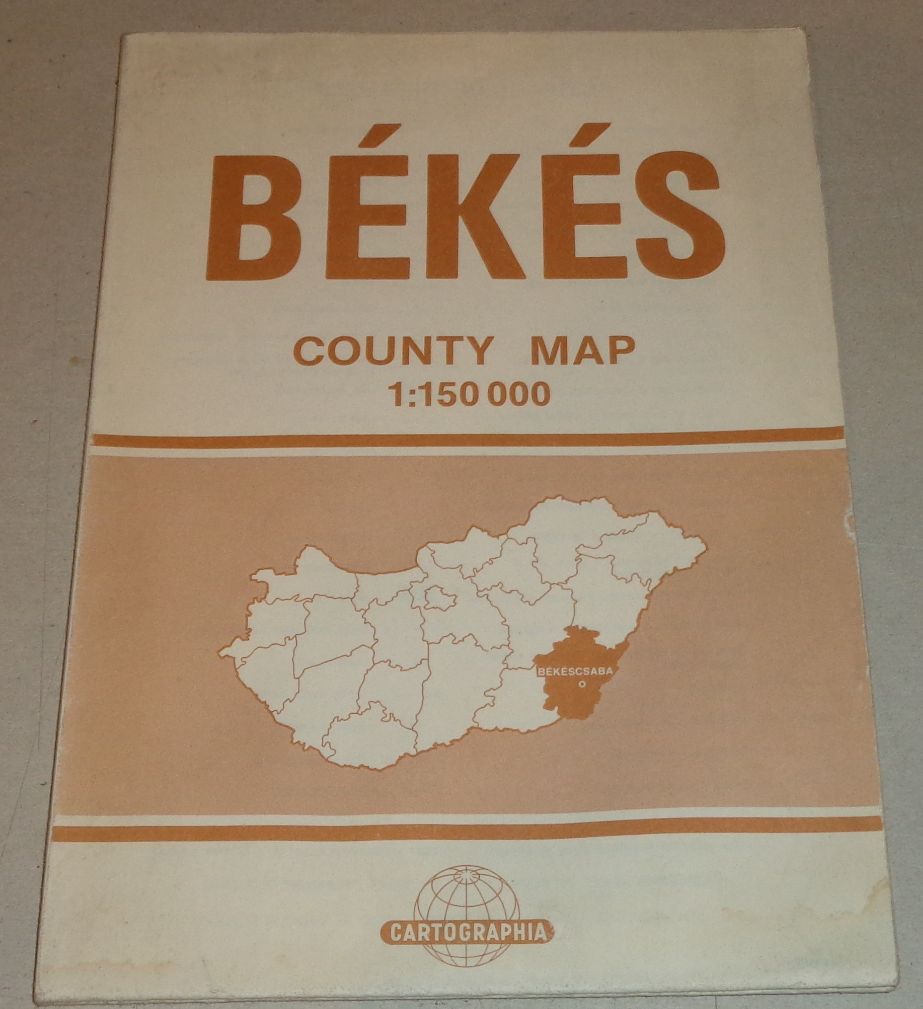 BÉKÉS
COUNTY MAP
1:150 000
BÉKÉSCSABA
CARTOGRAPHIA